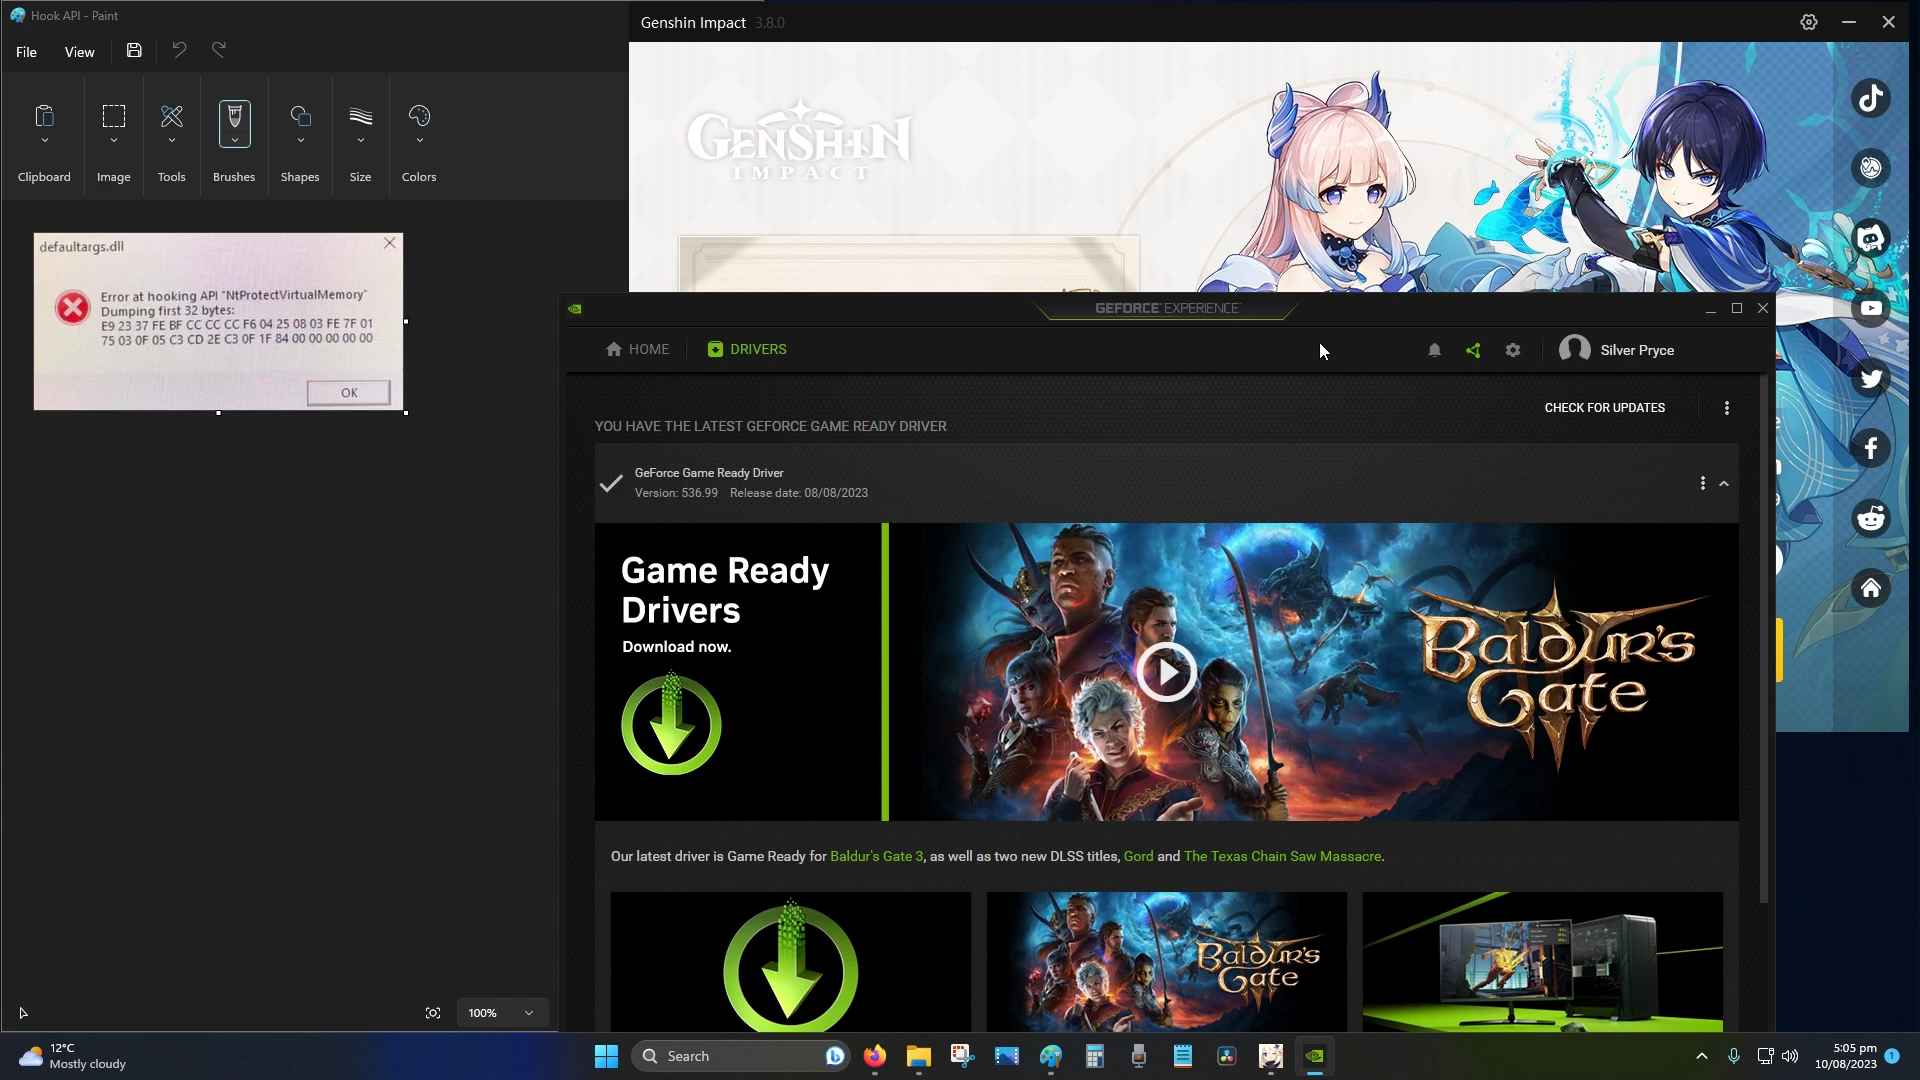 Hook API - Paint
File
View
Clipboard
Image
Tools
Brushes
Shapes
Size
Colors
defaultargs.dll
Error at hooking API "NtProtectVirtualMemory"
Dumping first 32 bytes:
E9 23 37 FE BF CC CC CC F6 04 25 08 03 FE 7F 01
75 03 0F 05 C3 CD 2E C3 0F 1F 84 00 00 00 00 00
OK
100%
Genshin Impact 3.8.0
GENSHIN
IMPACT
GEFORCE EXPERIENCE
HOME
DRIVERS
Silver Pryce
CHECK FOR UPDATES
YOU HAVE THE LATEST GEFORCE GAME READY DRIVER
GeForce Game Ready Driver
Version: 536.99 Release date: 08/08/2023
Game Ready
Drivers
Download now.
BALDUR'S
GATE
Our latest driver is Game Ready for Baldur's Gate 3, as well as two new DLSS titles, Gord and The Texas Chain Saw Massacre.
BALDUR'S
GATE
12°C
Mostly cloudy
Search
5:05 pm
10/08/2023
1